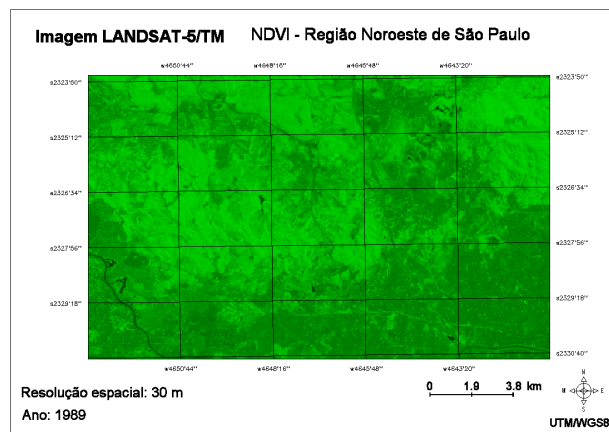 Imagem LANDSAT-5/TM NDVI - Região Noroeste de São Paulo
w4650'44" w4648'16" w4645'48" w4643'20"
s2323'50" s2323'50"
s2325'12" s2325'12"
s2326'34" s2326'34"
s2327'56" s2327'56"
s2329'18" s2329'18"
s2330'40" s2330'40"
w4650'44" w4648'16" w4645'48" w4643'20"
Resolução espacial: 30 m
0 1.9 3.8 km
N
W E
S
Ano: 1989
UTM/WGS8